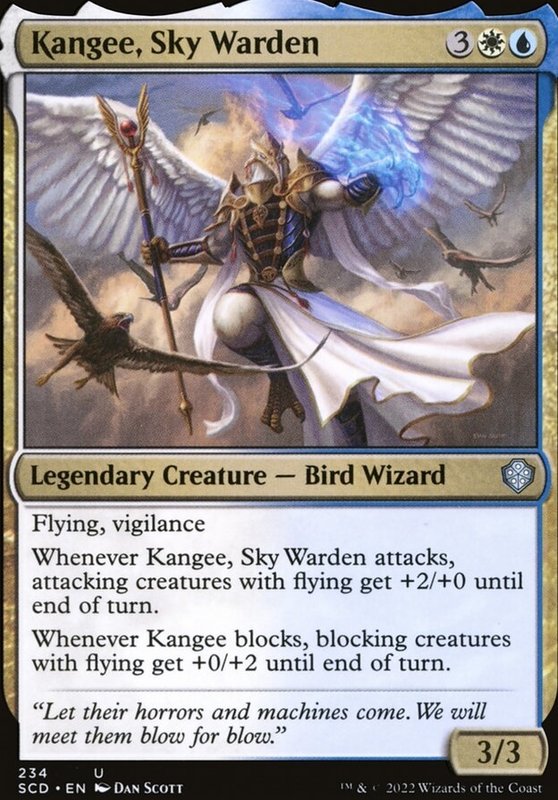 Kangee, Sky Warden 3
Legendary Creature — Bird Wizard
Flying, vigilance
Whenever Kangee, Sky Warden attacks,
attacking creatures with flying get +2/+0 until
end of turn.
Whenever Kangee blocks, blocking creatures
with flying get +0/+2 until end of turn.
“Let their horrors and machines come. We will
meet them blow for blow.”
3/3
234 U
SCD • EN Dan Scott ™ & © 2022 Wizards of the Coast